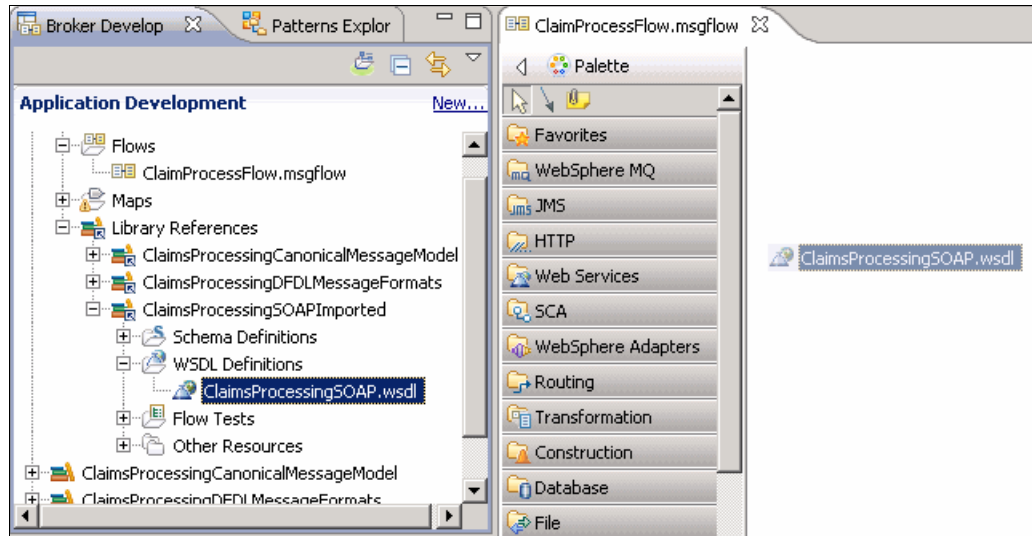 Broker Develop
Patterns Explor
Application Development
New...
Flows
ClaimProcessFlow.msgflow
Maps
Library References
ClaimsProcessingCanonicalMessageModel
ClaimsProcessingDFDLMessageFormats
ClaimsProcessingSOAPImported
Schema Definitions
WSDL Definitions
ClaimsProcessingSOAP.wsdl
Flow Tests
Other Resources
ClaimsProcessingCanonicalMessageModel
ClaimsProcessingDFDLMessageFormats
ClaimProcessFlow.msgflow
Palette
Favorites
WebSphere MQ
JMS
HTTP
Web Services
SCA
WebSphere Adapters
Routing
Transformation
Construction
Database
File
ClaimsProcessingSOAP.wsdl